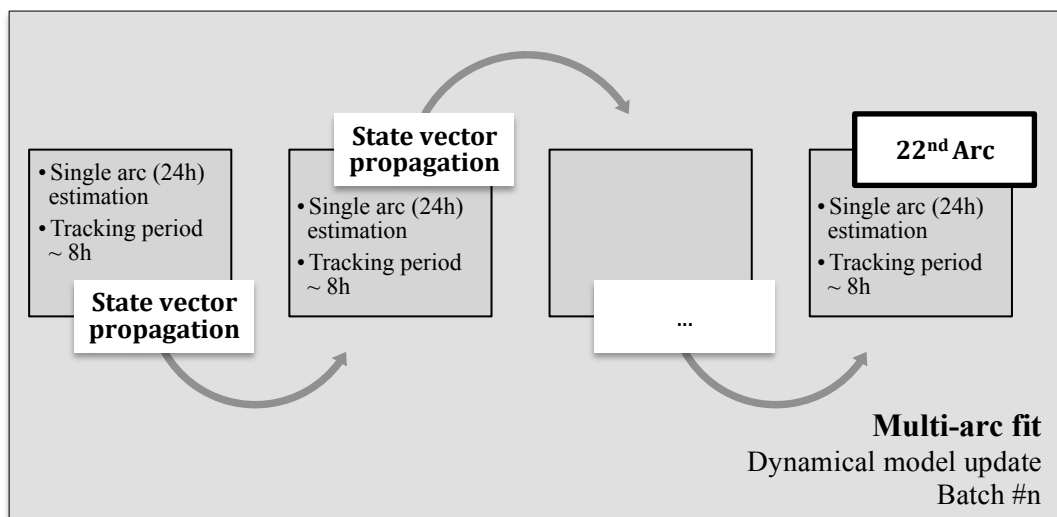 • Single arc (24h)
estimation
• Tracking period
~ 8h
State vector
propagation
State vector
propagation
• Single arc (24h)
estimation
• Tracking period
~ 8h
...
22nd Arc
• Single arc (24h)
estimation
• Tracking period
~ 8h
Multi-arc fit
Dynamical model update
Batch #n